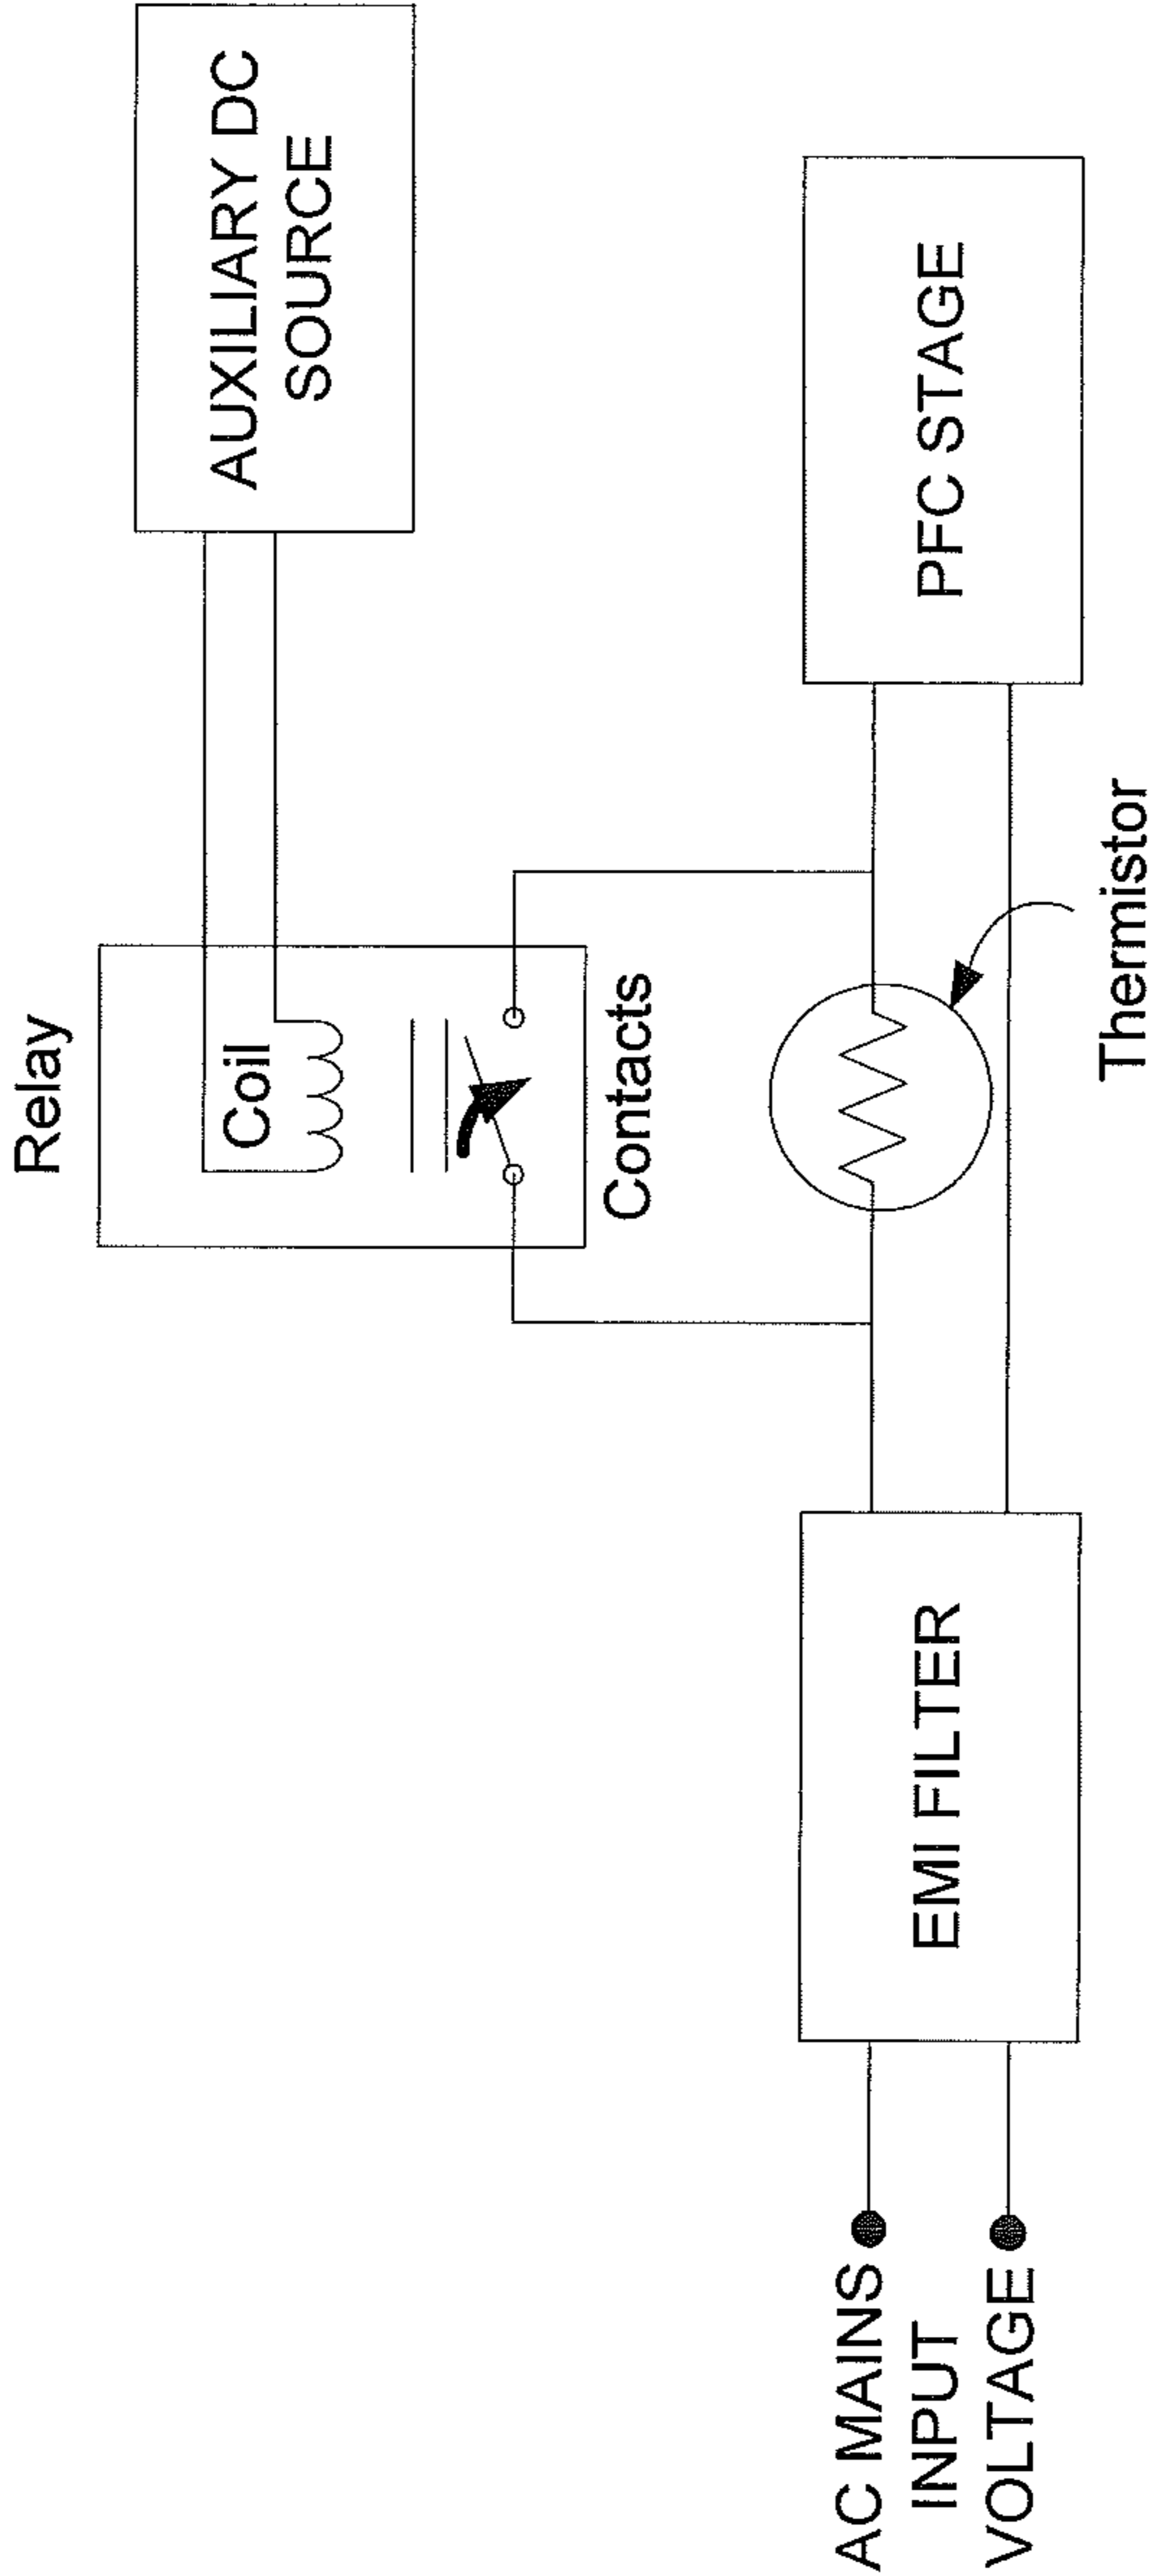 Relay
Coil
Contacts
AUXILIARY DC
SOURCE
AC MAINS
INPUT
VOLTAGE
EMI FILTER
Thermistor
PFC STAGE